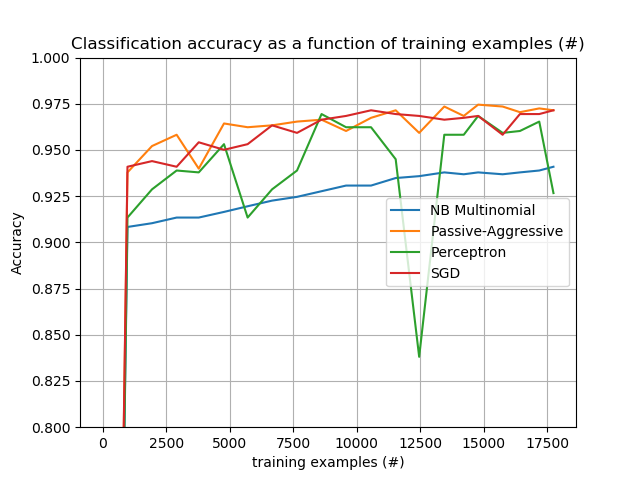 Classification accuracy as a function of training examples (#)
1.000
0.975
0.950
0.925
0.900
0.875
0.850
0.825
0.800
Accuracy
NB Multinomial
Passive-Aggressive
Perceptron
SGD
0 2500 5000 7500 10000 12500 15000 17500
training examples (#)